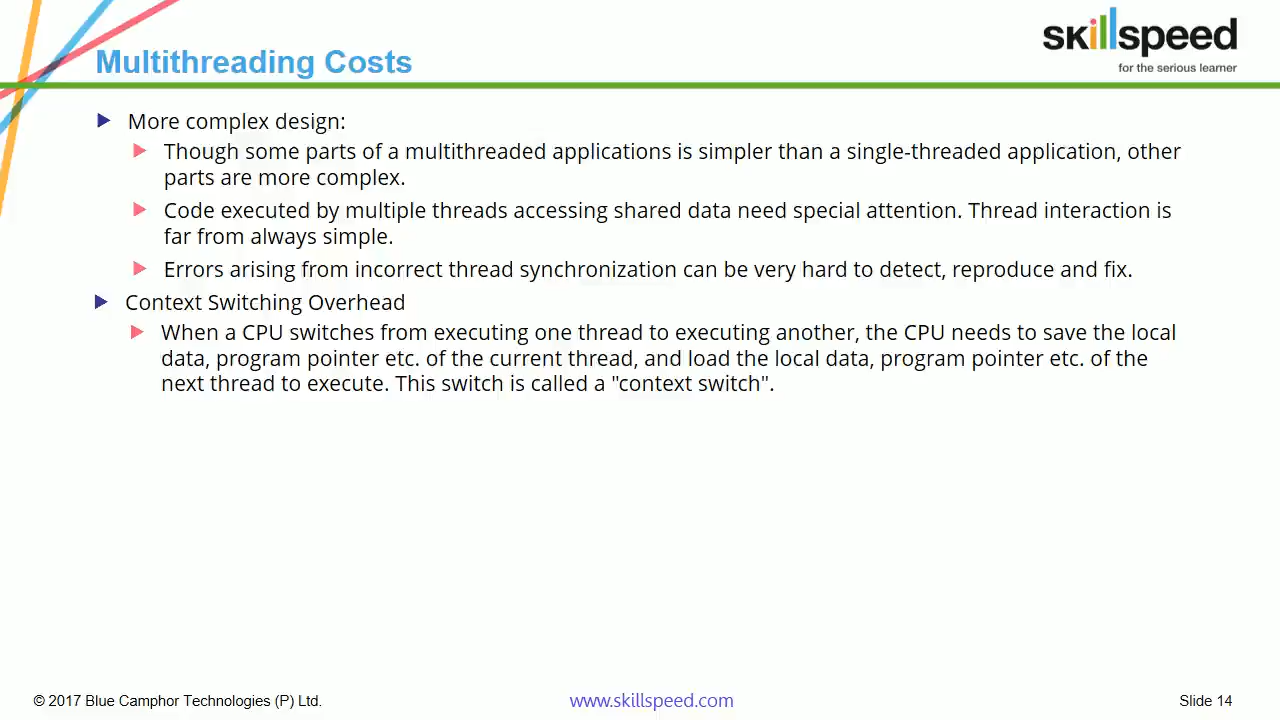 skillspeed
for the serious learner
Multithreading Costs
More complex design:
Though some parts of a multithreaded applications is simpler than a single-threaded application, other
parts are more complex.
Code executed by multiple threads accessing shared data need special attention. Thread interaction is
far from always simple.
Errors arising from incorrect thread synchronization can be very hard to detect, reproduce and fix.
Context Switching Overhead
When a CPU switches from executing one thread to executing another, the CPU needs to save the local
data, program pointer etc. of the current thread, and load the local data, program pointer etc. of the
next thread to execute. This switch is called a "context switch".
© 2017 Blue Camphor Technologies (P) Ltd.
www.skillspeed.com
Slide 14